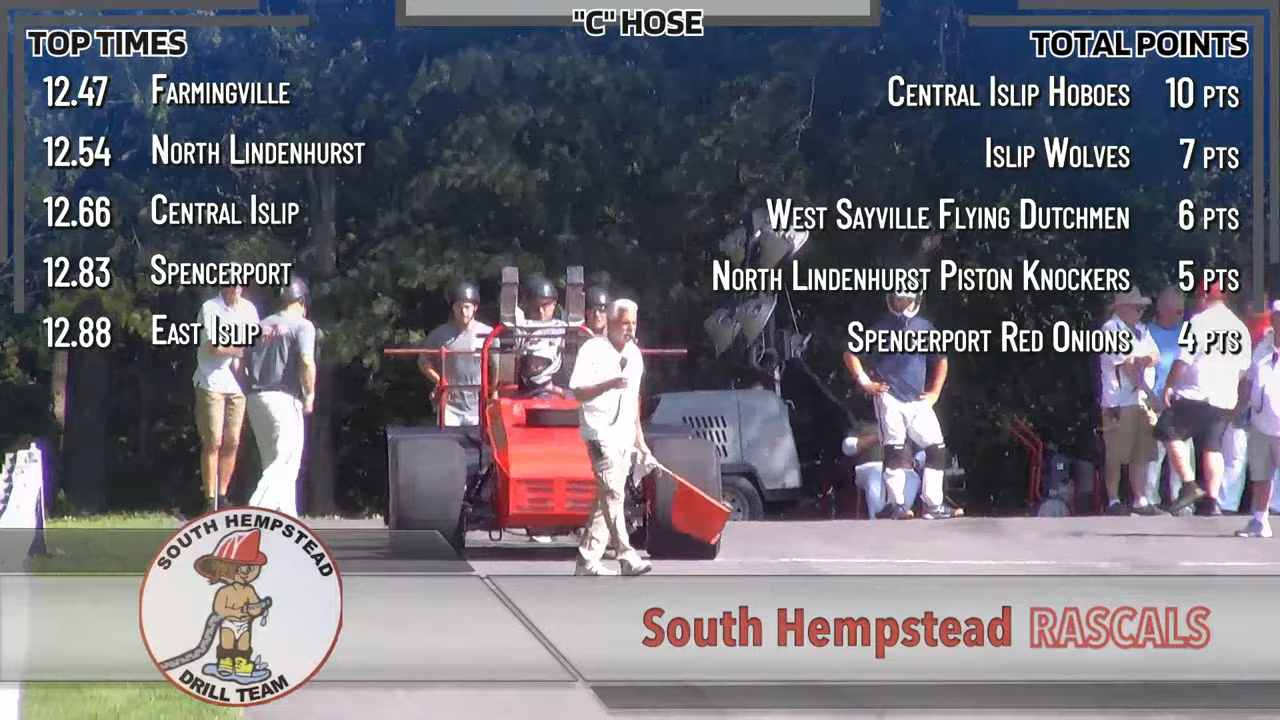 "C" HOSE
TOP TIMES
12.47 Farmingville
12.54 North Lindenhurst
12.66 Central Islip
12.83 Spencerport
12.88 East Islip
TOTAL POINTS
Central Islip Hoboes 10 pts
Islip Wolves 7 pts
West Sayville Flying Dutchmen 6 pts
North Lindenhurst Piston Knockers 5 pts
Spencerport Red Onions 4 pts
SOUTH HEMPSTEAD
DRILL TEAM
South Hempstead RASCALS